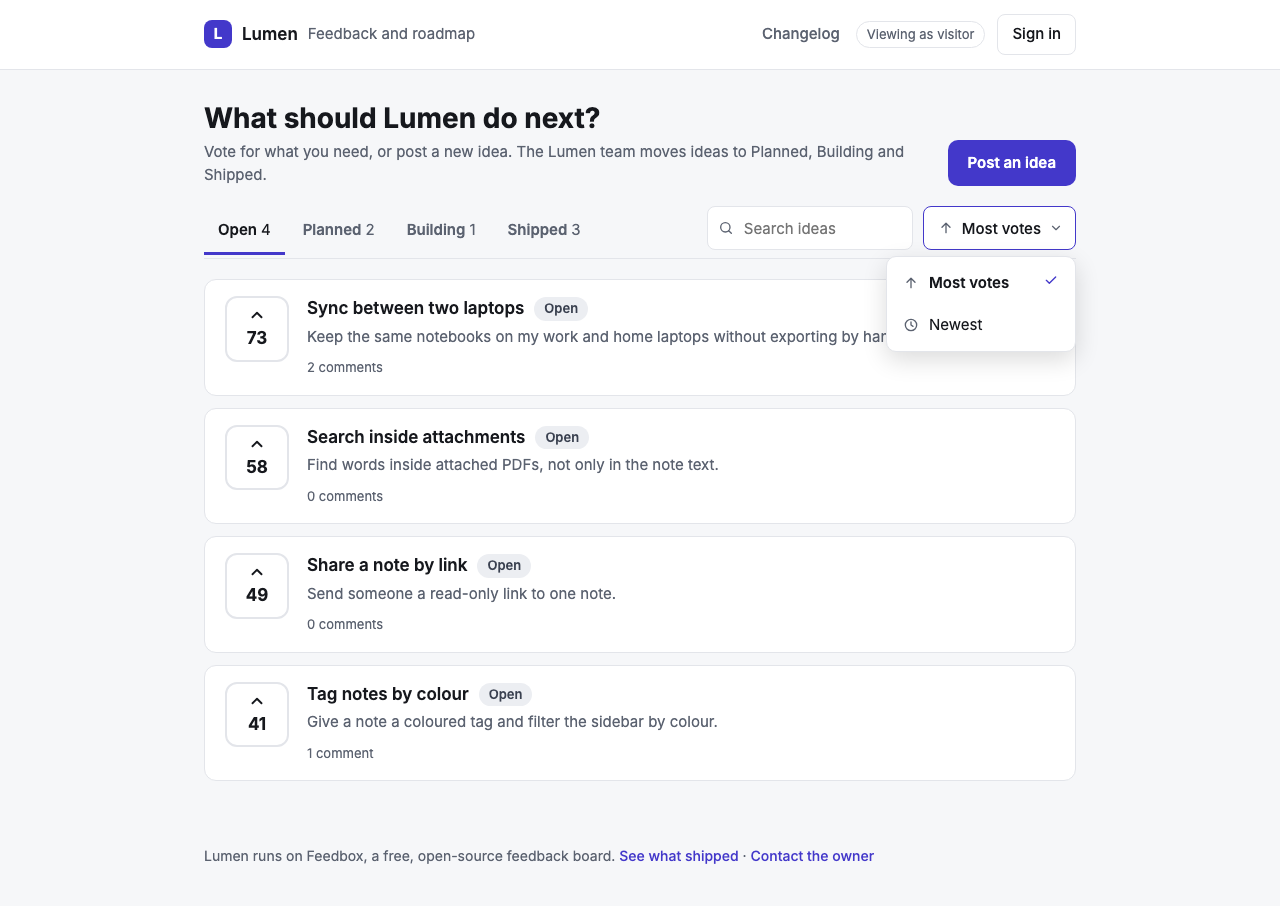 L Lumen Feedback and roadmap Changelog Viewing as visitor Sign in
What should Lumen do next?
Vote for what you need, or post a new idea. The Lumen team moves ideas to Planned, Building and
Shipped.
Post an idea
Open 4 Planned 2 Building 1 Shipped 3 Search ideas Most votes
Most votes
Newest
73
Sync between two laptops Open
Keep the same notebooks on my work and home laptops without exporting by
2 comments
58
Search inside attachments Open
Find words inside attached PDFs, not only in the note text.
0 comments
49
Share a note by link Open
Send someone a read-only link to one note.
0 comments
41
Tag notes by colour Open
Give a note a coloured tag and filter the sidebar by colour.
1 comment
Lumen runs on Feedbox, a free, open-source feedback board. See what shipped · Contact the owner